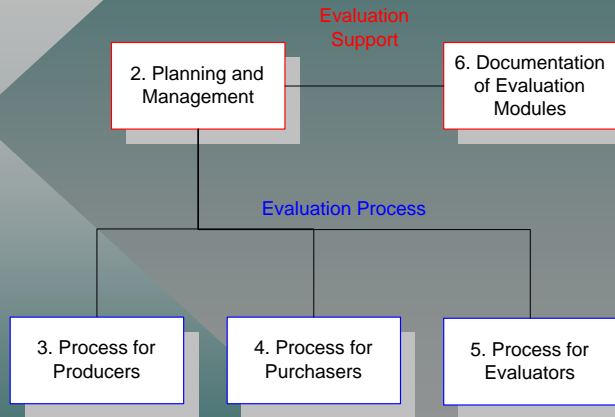 Evaluation
Support
2. Planning and
Management
6. Documentation
of Evaluation
Modules
Evaluation Process
3. Process for
Producers
4. Process for
Purchasers
5. Process for
Evaluators